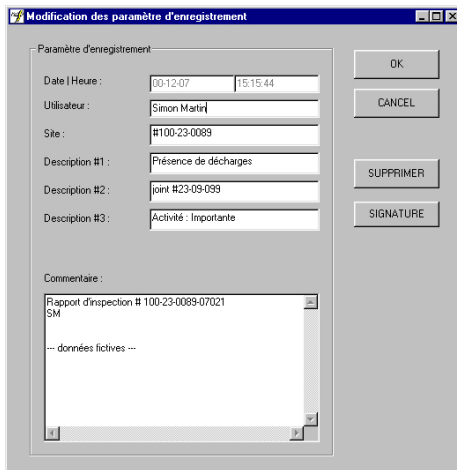 Modification des paramètre d'enregistrement
Paramètre d'enregistrement
Date | Heure : 00-12-07 15:15:44
Utilisateur : Simon Martin
Site : #100-23-0089
Description #1 : Présence de décharges
Description #2 : joint #23-09-099
Description #3 : Activité : Importante
Commentaire :
Rapport d'inspection # 100-23-0089-07021
SM
--- données fictives ---
OK
CANCEL
SUPPRIMER
SIGNATURE